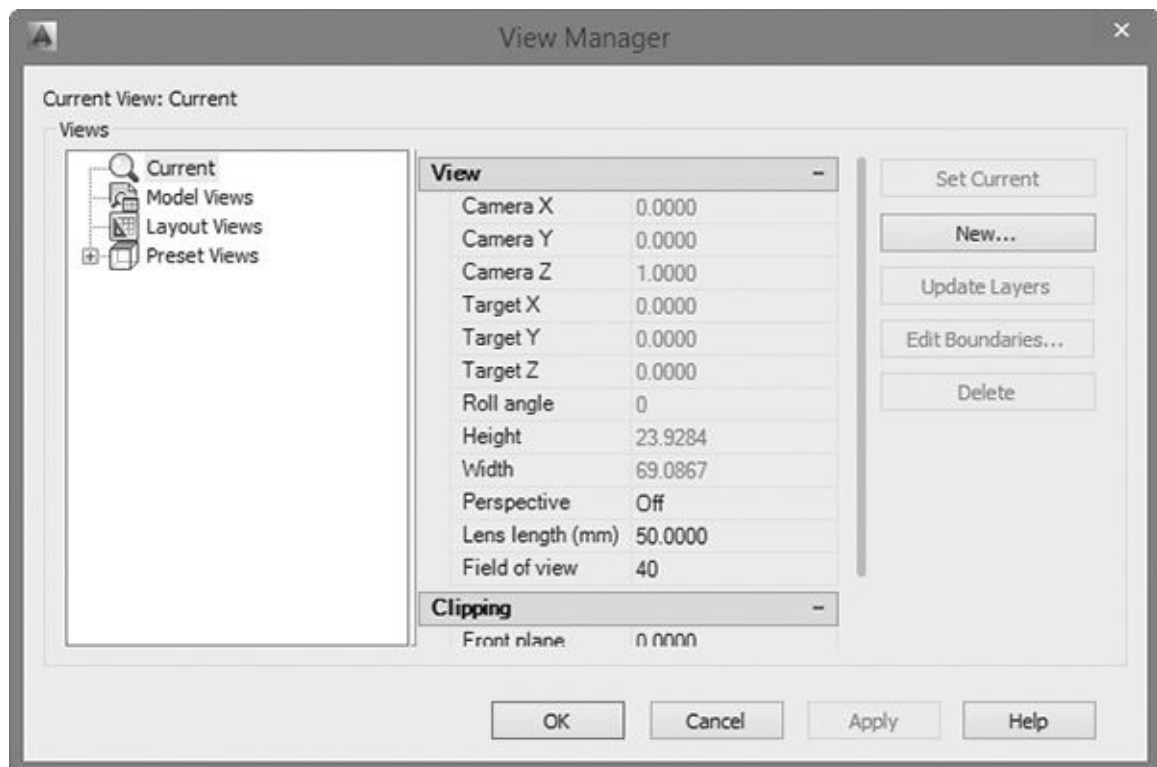 View Manager
Current View: Current
Views
Current
Model Views
Layout Views
Preset Views
View
Camera X 0.0000
Camera Y 0.0000
Camera Z 1.0000
Target X 0.0000
Target Y 0.0000
Target Z 0.0000
Roll angle 0
Height 23.9284
Width 69.0867
Perspective Off
Lens length (mm) 50.0000
Field of view 40
Clipping
Front plane 0.0000
Set Current
New...
Update Layers
Edit Boundaries...
Delete
OK Cancel Apply Help